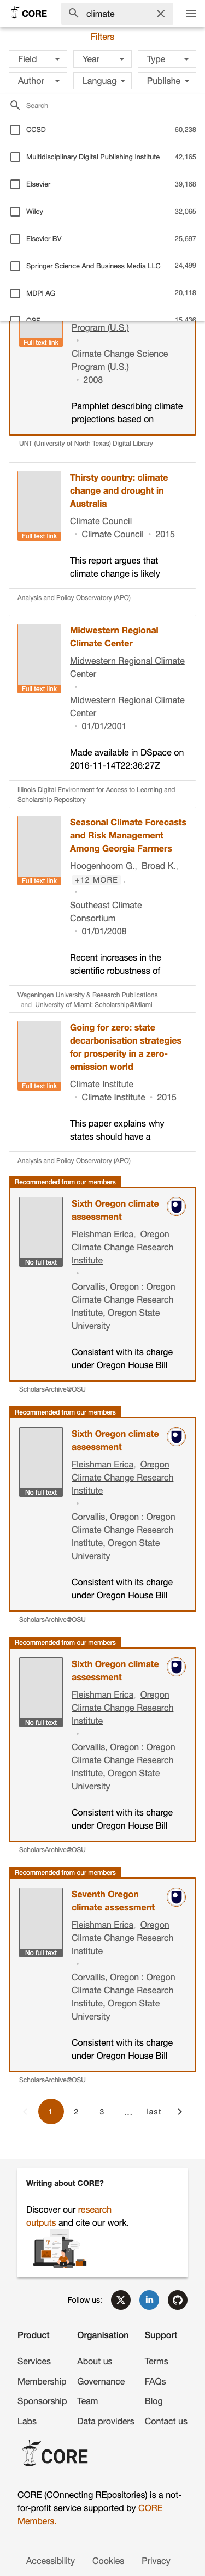 CORE
climate
Filters
Field
Year
Type
Author
Languag
Publishe
Search
CCSD 60,238
Multidisciplinary Digital Publishing Institute 42,165
Elsevier 39,168
Wiley 32,065
Elsevier BV 25,697
Springer Science And Business Media LLC 24,499
MDPI AG 20,118
Full text link
Program (U.S.)
Climate Change Science
Program (U.S.)
· 2008
Pamphlet describing climate
projections based on
UNT (University of North Texas) Digital Library
Thirsty country: climate
change and drought in
Australia
Climate Council
· Climate Council · 2015
Full text link
This report argues that
climate change is likely
Analysis and Policy Observatory (APO)
Midwestern Regional
Climate Center
Midwestern Regional Climate
Center
Full text link
Midwestern Regional Climate
Center
· 01/01/2001
Made available in DSpace on
2016-11-14T22:36:27Z
Illinois Digital Environment for Access to Learning and
Scholarship Repository
Seasonal Climate Forecasts
and Risk Management
Among Georgia Farmers
Hoogenhoom G., Broad K.,
+12 MORE .
Full text link
Southeast Climate
Consortium
· 01/01/2008
Recent increases in the
scientific robustness of
Wageningen University & Research Publications
and University of Miami: Scholarship@Miami
Going for zero: state
decarbonisation strategies
for prosperity in a zero-
emission world
Climate Institute
Full text link
· Climate Institute · 2015
This paper explains why
states should have a
Analysis and Policy Observatory (APO)
Recommended from our members
Sixth Oregon climate
assessment
Fleishman Erica, Oregon
Climate Change Research
Institute
No full text
Corvallis, Oregon : Oregon
Climate Change Research
Institute, Oregon State
University
Consistent with its charge
under Oregon House Bill
ScholarsArchive@OSU
Recommended from our members
Sixth Oregon climate
assessment
Fleishman Erica, Oregon
Climate Change Research
Institute
No full text
Corvallis, Oregon : Oregon
Climate Change Research
Institute, Oregon State
University
Consistent with its charge
under Oregon House Bill
ScholarsArchive@OSU
Recommended from our members
Sixth Oregon climate
assessment
Fleishman Erica, Oregon
Climate Change Research
Institute
No full text
Corvallis, Oregon : Oregon
Climate Change Research
Institute, Oregon State
University
Consistent with its charge
under Oregon House Bill
ScholarsArchive@OSU
Recommended from our members
Seventh Oregon
climate assessment
Fleishman Erica, Oregon
Climate Change Research
Institute
No full text
Corvallis, Oregon : Oregon
Climate Change Research
Institute, Oregon State
University
Consistent with its charge
under Oregon House Bill
ScholarsArchive@OSU
1 2 3 ... last
Writing about CORE?
Discover our research
outputs and cite our work.
Follow us:
Product
Services
Membership
Sponsorship
Labs
Organisation
About us
Governance
Team
Data providers
Support
Terms
FAQs
Blog
Contact us
CORE
CORE (COnnecting REpositories) is a not-
for-profit service supported by CORE
Members.
Accessibility Cookies Privacy